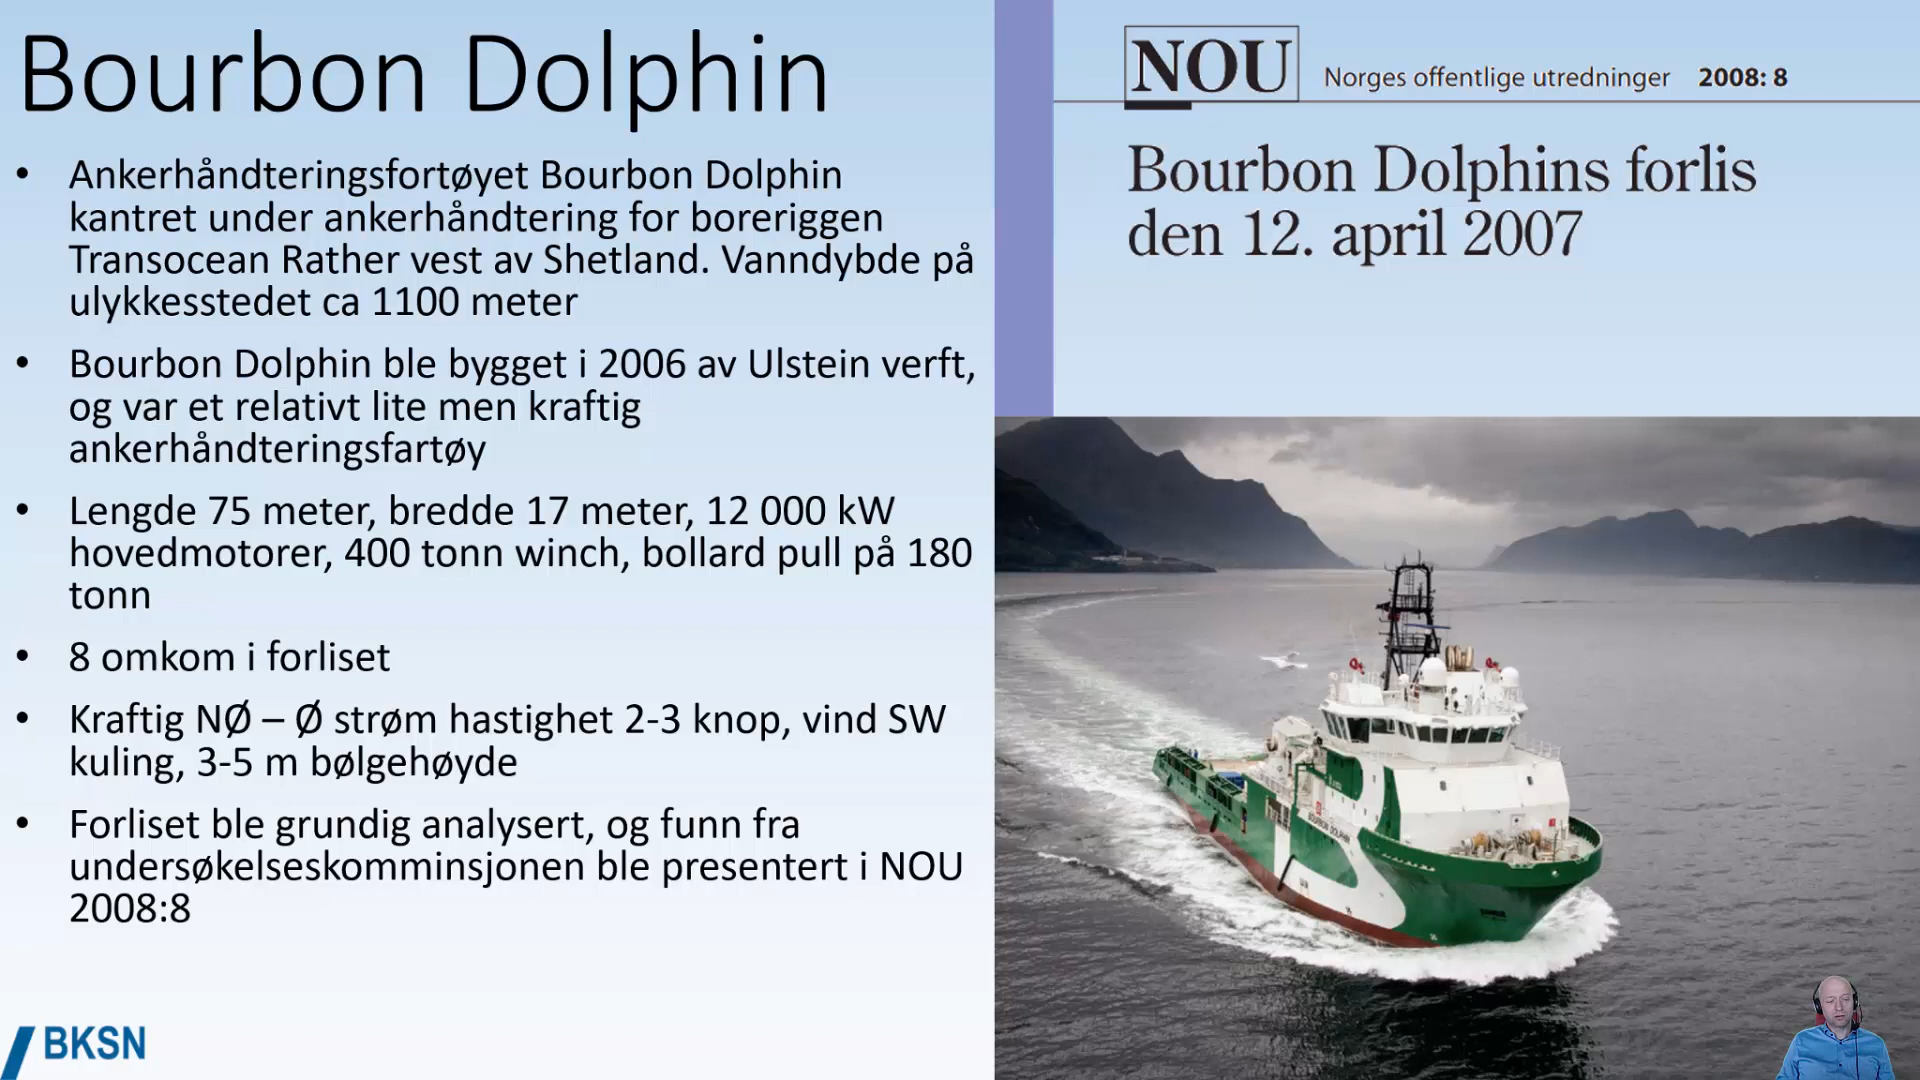 Bourbon Dolphin
• Ankerhåndteringsfortøyet Bourbon Dolphin
kantret under ankerhåndtering for boreriggen
Transocean Rather vest av Shetland. Vanndybde på
ulykkesstedet ca 1100 meter
• Bourbon Dolphin ble bygget i 2006 av Ulstein verft,
og var et relativt lite men kraftig
ankerhåndteringsfartøy
• Lengde 75 meter, bredde 17 meter, 12 000 kW
hovedmotorer, 400 tonn winch, bollard pull på 180
tonn
• 8 omkom i forliset
• Kraftig NØ – Ø strøm hastighet 2-3 knop, vind SW
kuling, 3-5 m bølgehøyde
• Forliset ble grundig analysert, og funn fra
undersøkelseskomminsjonen ble presentert i NOU
2008:8
BKSN
NOU Norges offentlige utredninger 2008: 8
Bourbon Dolphins forlis
den 12. april 2007
BOURBON DOLPHIN